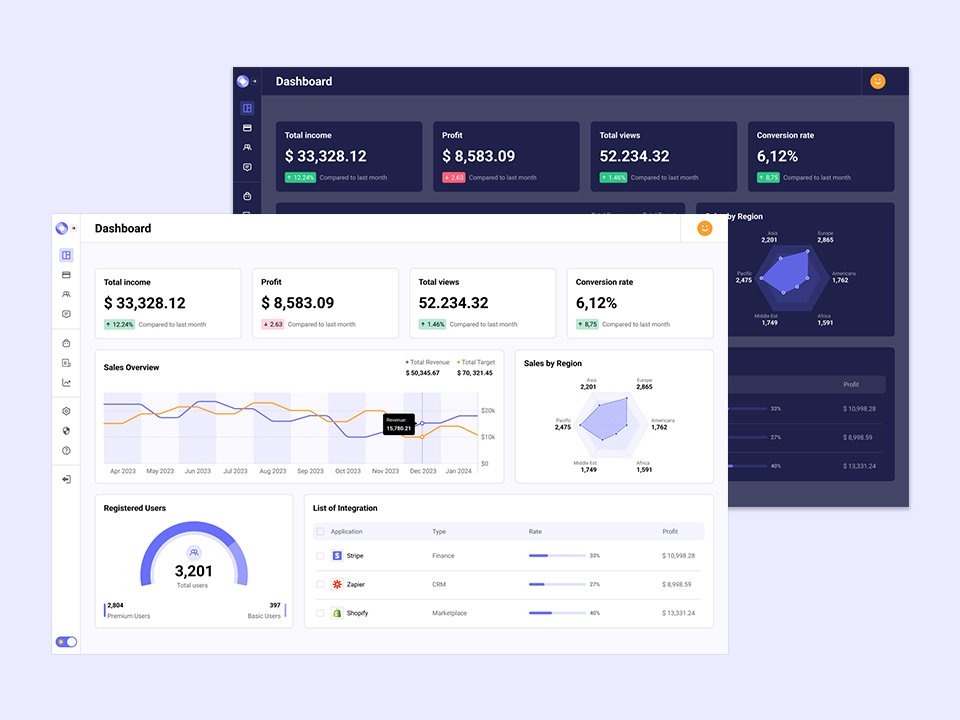 Dashboard
Total income
$ 33,328.12
12.24% Compared to last month
Profit
$ 8,583.09
2.63 Compared to last month
Total views
52.234.32
1.46% Compared to last month
Conversion rate
6,12%
8,75 Compared to last month
by Region
Asia
2,201
Europe
2,865
Pacific
2,475
Americana
1,762
Middle Est
1,749
Africa
1,591
Profit
33%
$ 10,998.28
27%
$ 8,998.59
40%
$ 13,331.24
Dashboard
Total income
$ 33,328.12
12.24% Compared to last month
Profit
$ 8,583.09
2.63 Compared to last month
Total views
52.234.32
1.46% Compared to last month
Conversion rate
6,12%
8,75 Compared to last month
Sales Overview
Total Revenue
$ 50,345.67
Total Target
$ 70, 321.45
Revenue:
15,780.21
$20k
$10k
$0
Apr 2023 May 2023 Jun 2023 Jul 2023 Aug 2023 Sep 2023 Oct 2023 Nov 2023 Dec 2023 Jan 2024
Sales by Region
Asia
2,201
Europe
2,865
Pacific
2,475
Americana
1,762
Middle Est
1,749
Africa
1,591
Registered Users
3,201
Total users
2,804
Premium Users
397
Basic Users
List of Integration
Application Type Rate Profit
Stripe Finance 33% $ 10,998.28
Zapier CRM 27% $ 8,998.59
Shopify Marketplace 40% $ 13,331.24